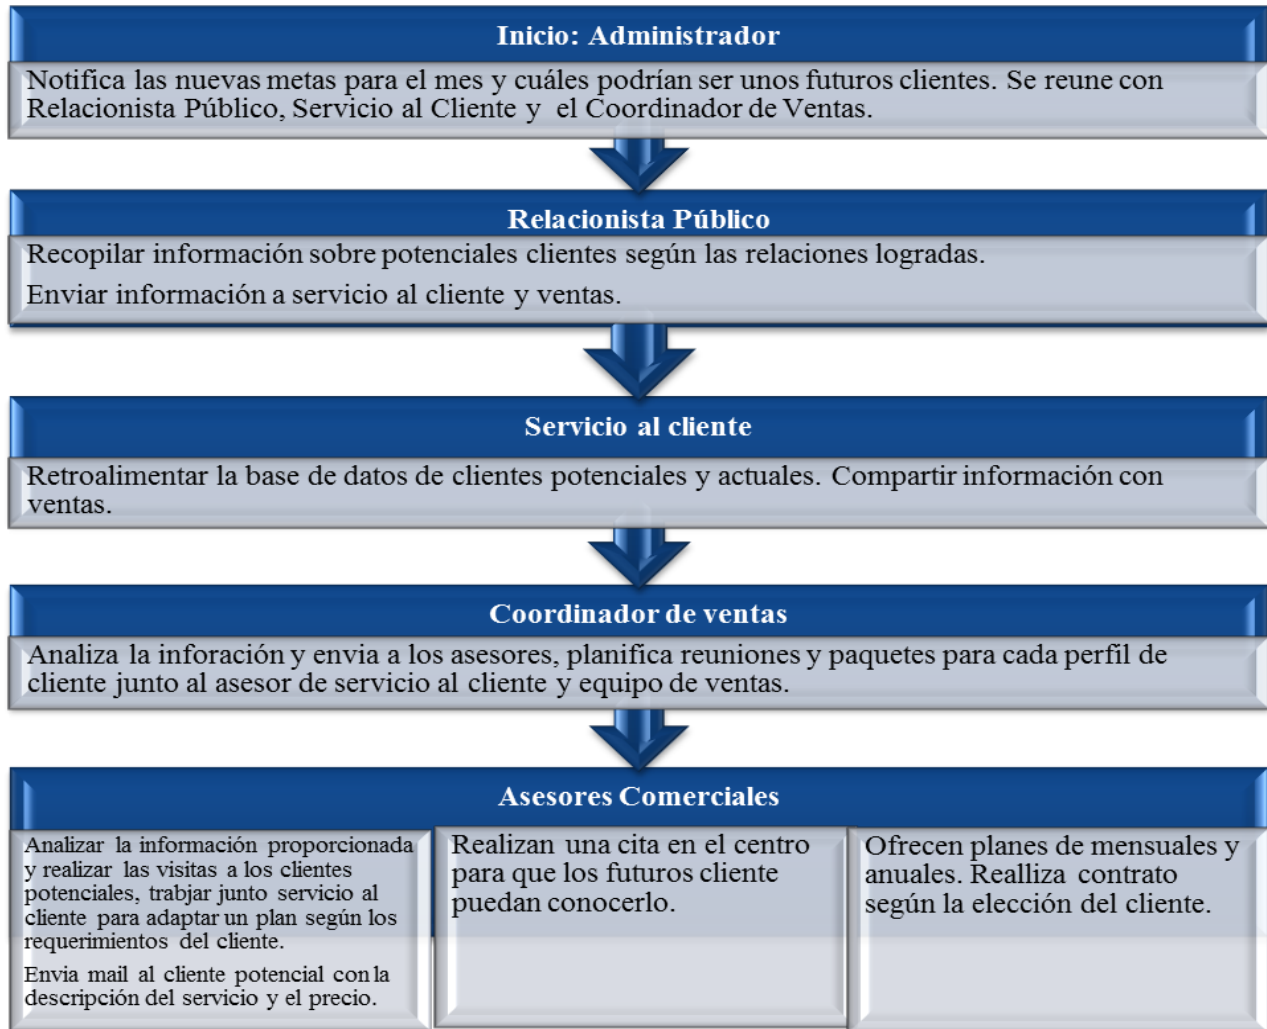 Inicio: Administrador
Notifica las nuevas metas para el mes y cuáles podrían ser unos futuros clientes. Se reune con
Relacionista Público, Servicio al Cliente y el Coordinador de Ventas.
Relacionista Público
Recopilar información sobre potenciales clientes según las relaciones logradas.
Enviar información a servicio al cliente y ventas.
Servicio al cliente
Retroalimentar la base de datos de clientes potenciales y actuales. Compartir información con
ventas.
Coordinador de ventas
Analiza la inforación y envia a los asesores, planifica reuniones y paquetes para cada perfil de
cliente junto al asesor de servicio al cliente y equipo de ventas.
Asesores Comerciales
Analizar la información proporcionada
y realizar las visitas a los clientes
potenciales, trabjar junto servicio al
cliente para adaptar un plan según los
requerimientos del cliente.
Envia mail al cliente potencial con la
descripción del servicio y el precio.
Realizan una cita en el centro
para que los futuros cliente
puedan conocerlo.
Ofrecen planes de mensuales y
anuales. Realliza contrato
según la elección del cliente.